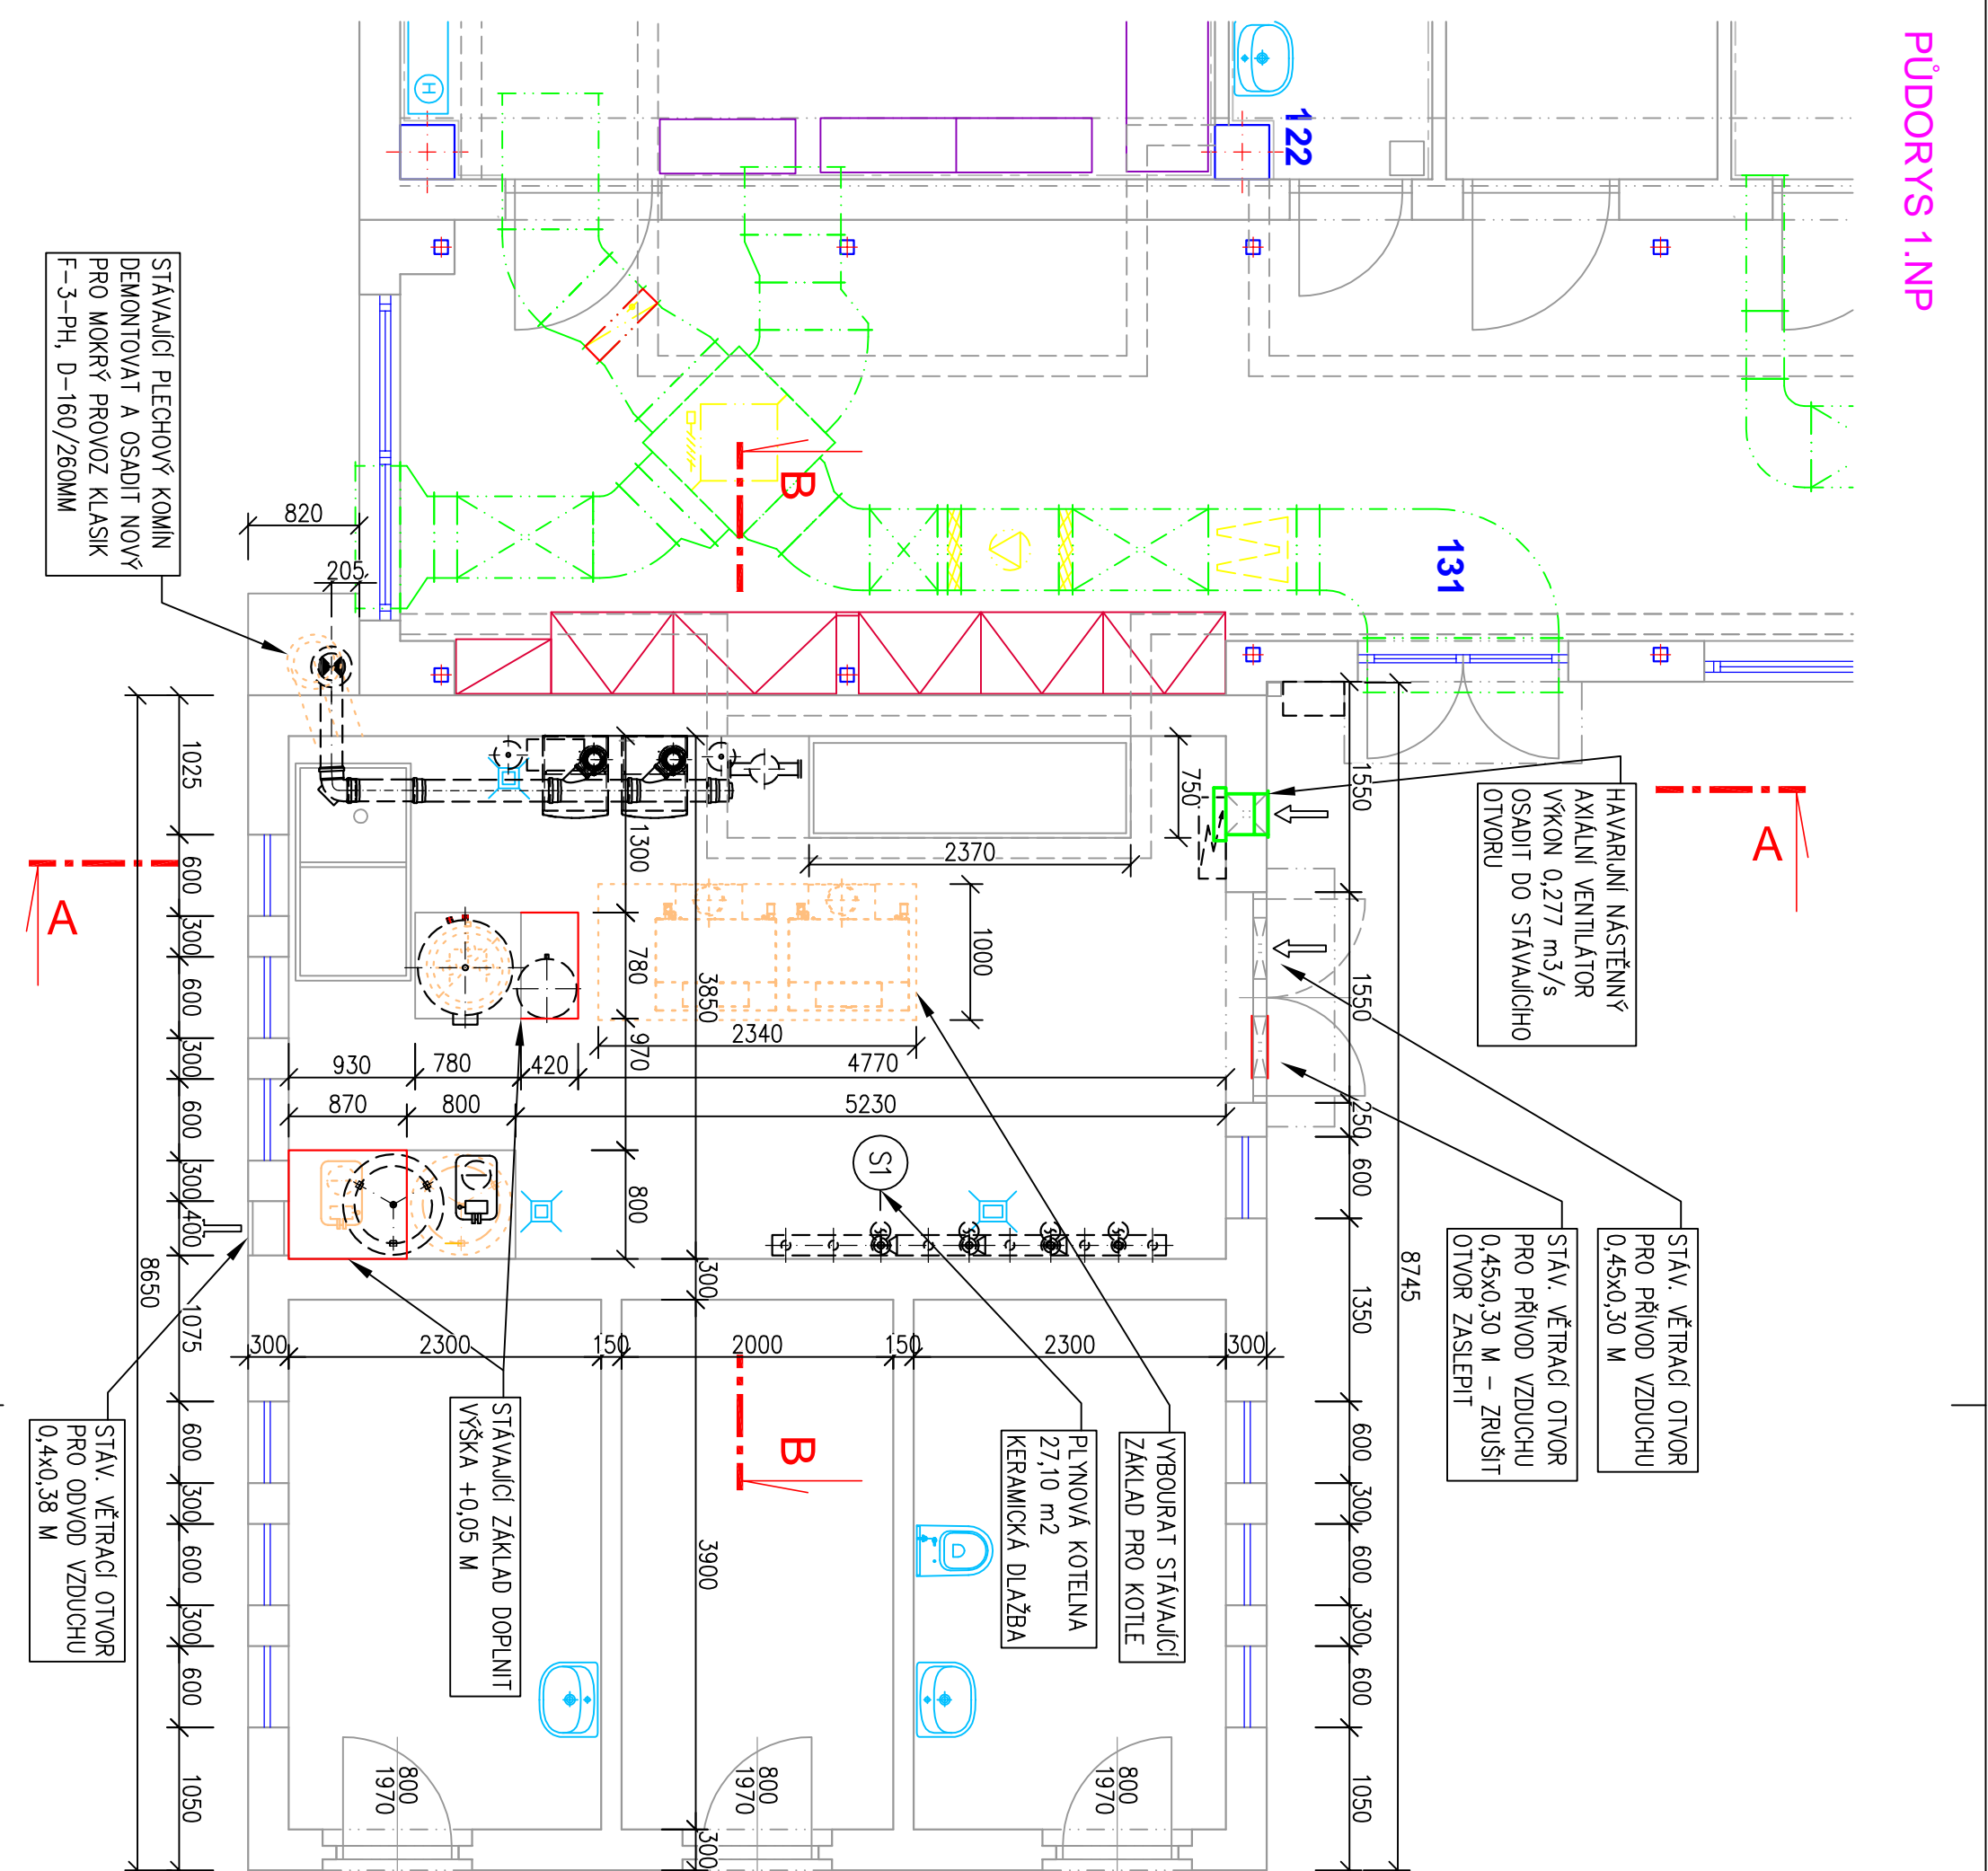 PŮDORYS 1.NP
122
131
H
B
A
HAVARIJNÍ NÁSTĚNNÝ
AXIÁLNÍ VENTILÁTOR
VÝKON 0,277 m3/s
OSADIT DO STÁVAJÍCÍHO
OTVORU
STÁV. VĚTRACÍ OTVOR
PRO PŘÍVOD VZDUCHU
0,45x0,30 M
STÁV. VĚTRACÍ OTVOR
PRO PŘÍVOD VZDUCHU
0,45x0,30 M – ZRUŠIT
OTVOR ZASLEPIT
8745
1550
1550
250
600
1350
600
300
600
300
600
1050
VYBOURAT STÁVAJÍCÍ
ZÁKLAD PRO KOTLE
PLYNOVÁ KOTELNA
27,10 m2
KERAMICKÁ DLAŽBA
S1
750
2370
1000
2340
1300
780
970
800
3850
300
3900
300
930
780
420
4770
870
800
5230
300
2300
150
2000
150
2300
300
B
800
1970
800
1970
800
1970
STÁVAJÍCÍ ZÁKLAD DOPLNIT
VÝŠKA +0,05 M
STÁVAJÍCÍ PLECHOVÝ KOMÍN
DEMONTOVAT A OSADIT NOVÝ
PRO MOKRÝ PROVOZ KLASIK
F–3–PH, D–160/260MM
820
205
A
1025
600
300
600
300
600
300
400
1075
600
300
600
300
600
1050
8650
STÁV. VĚTRACÍ OTVOR
PRO ODVOD VZDUCHU
0,4x0,38 M